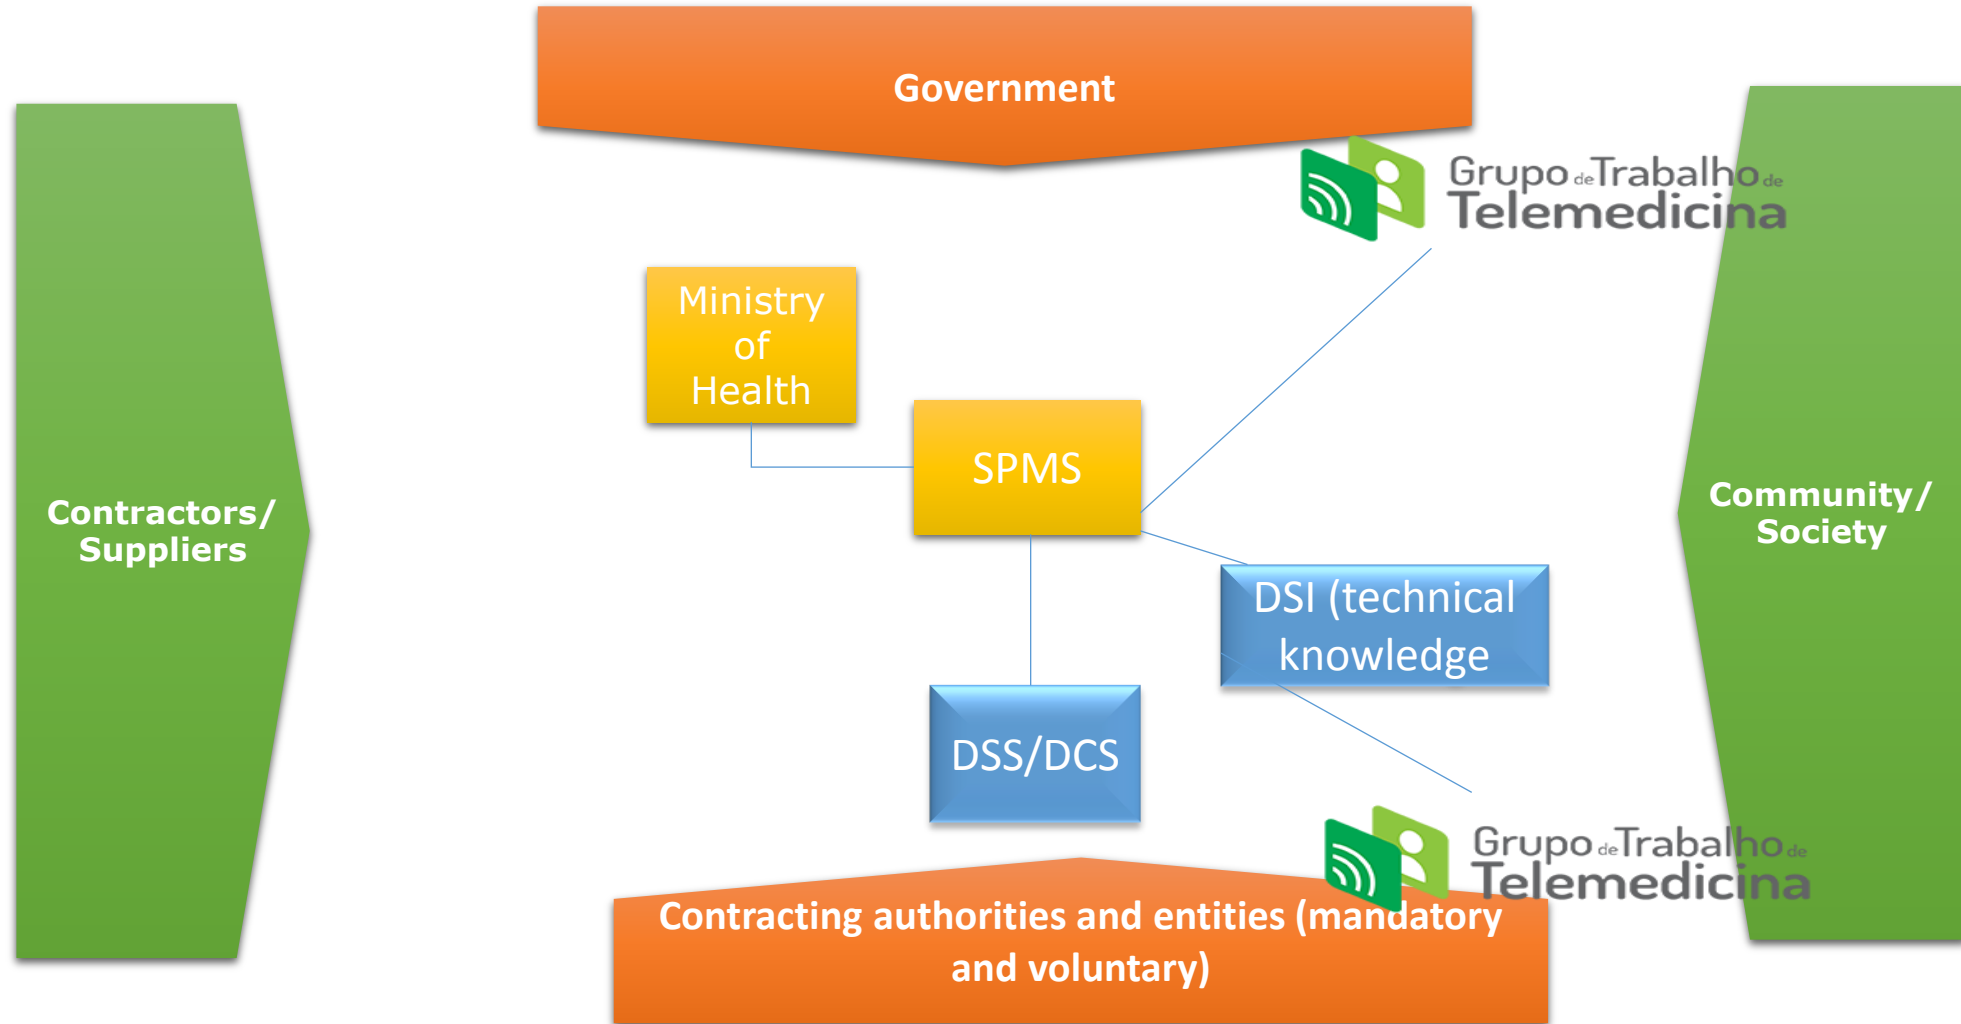 Government
Grupo de Trabalho de
Telemedicina
Ministry
of
Health
SPMS
Contractors/
Suppliers
Community/
Society
DSI (technical
knowledge
DSS/DCS
Grupo de Trabalho de
Telemedicina
Contracting authorities and entities (mandatory
and voluntary)